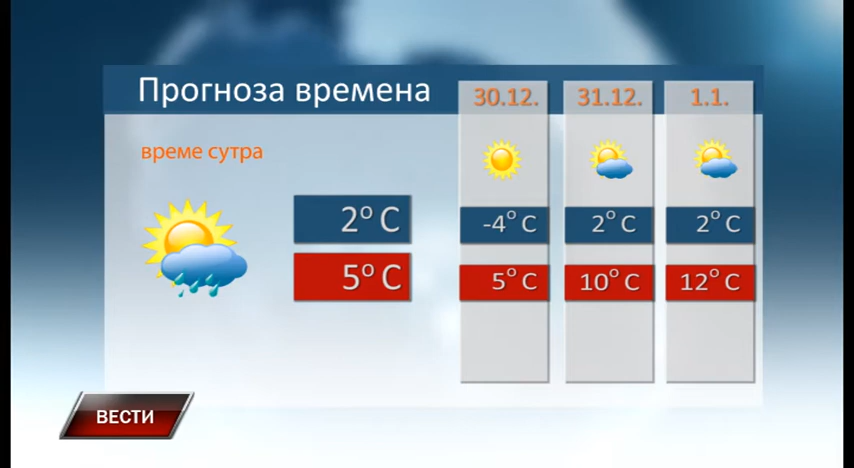 Прогноза времена
време сутра
2° C
5° C
30.12.
-4° C
5° C
31.12.
2° C
10° C
1.1.
2° C
12° C
ВЕСТИ